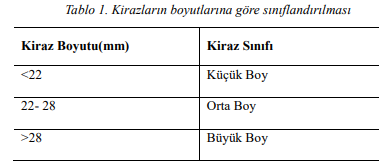 Tablo 1. Kirazların boyutlarına göre sınıflandırılması
Kiraz Boyutu(mm) Kiraz Sınıfı
<22 Küçük Boy
22- 28 Orta Boy
>28 Büyük Boy